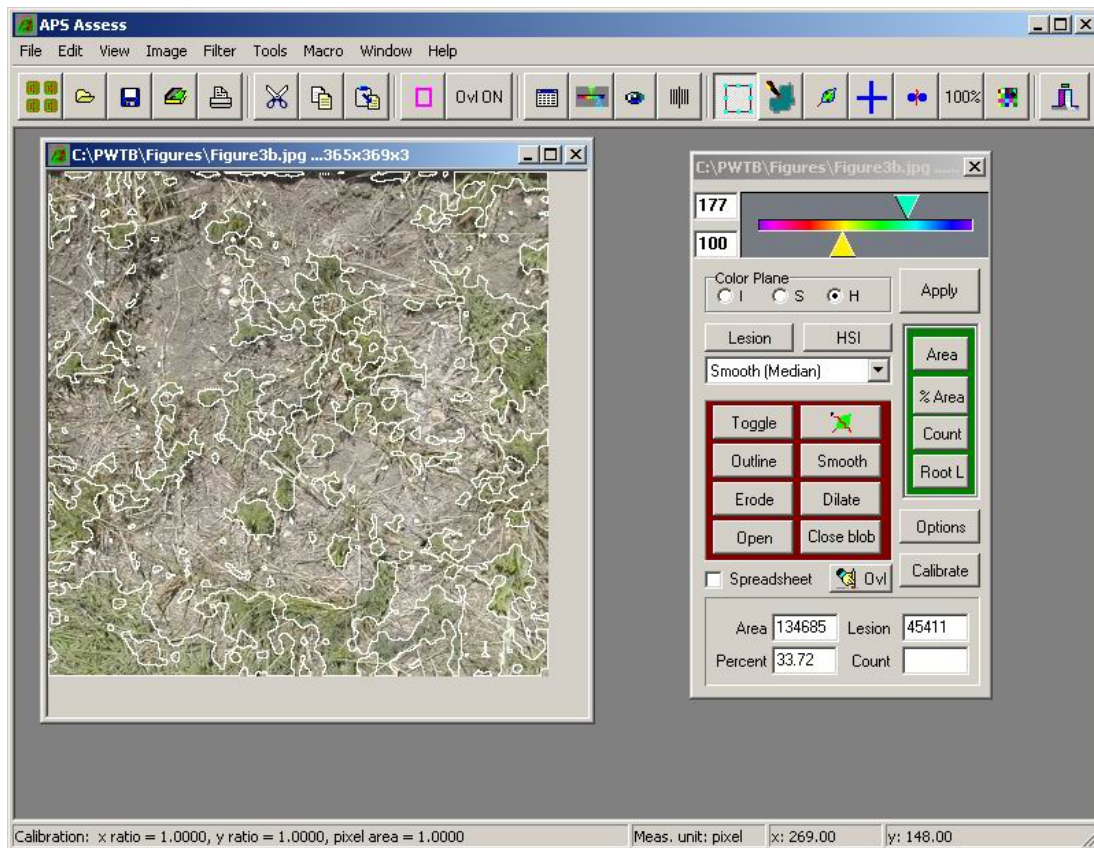 APS Assess
File Edit View Image Filter Tools Macro Window Help
Ovl ON
100%
C:\PWTB\Figures\Figure3b.jpg ...365x369x3
C:\PWTB\Figures\Figure3b.jpg ......
177
100
Color Plane
I S H
Apply
Lesion HSI
Smooth (Median)
Area
% Area
Count
Root L
Toggle
Outline Smooth
Erode Dilate
Open Close blob
Options
Spreadsheet Ovl
Calibrate
Area 134685 Lesion 45411
Percent 33.72 Count
Calibration: x ratio = 1.0000, y ratio = 1.0000, pixel area = 1.0000 Meas. unit: pixel x: 269.00 y: 148.00